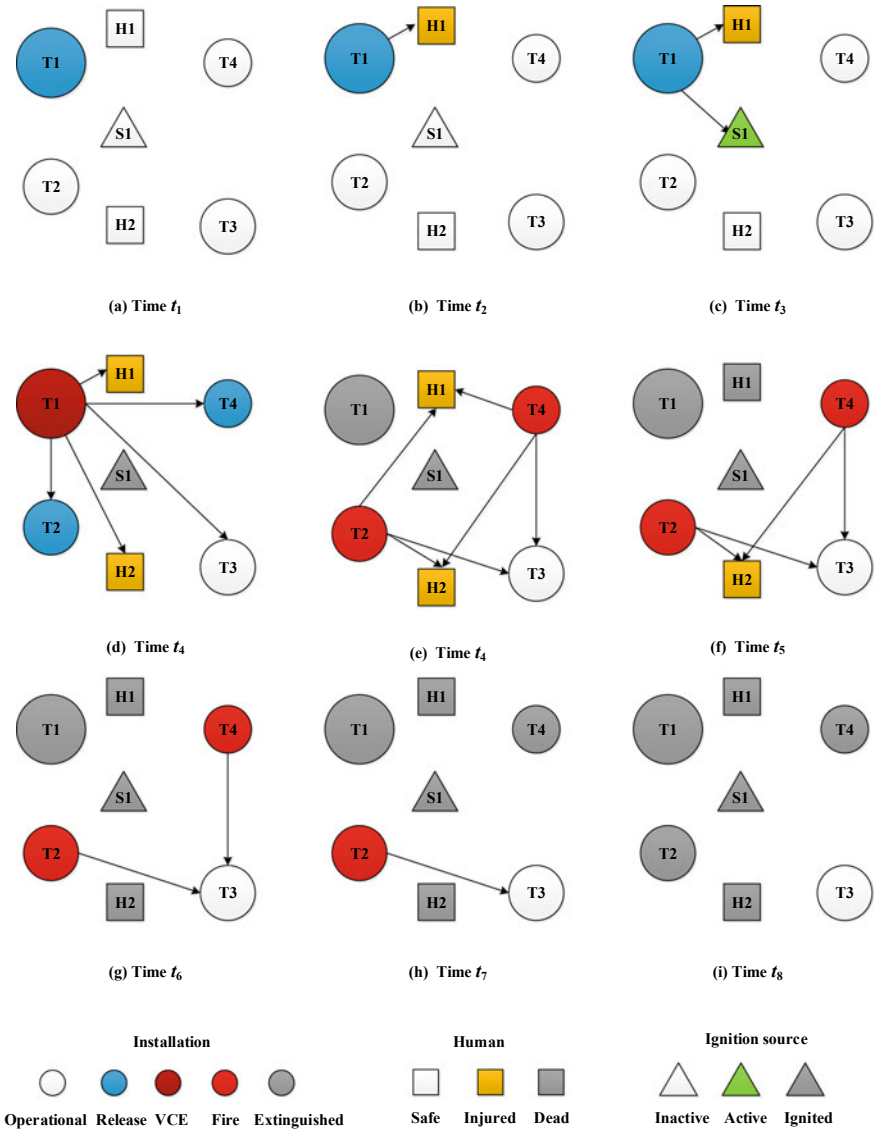 H1 H1 H1
T1 T4 T1 T4 T1 T4
S1 S1 S1
T2 T2 T2
H2 T3 H2 T3 H2 T3
(a) Time t1 (b) Time t2 (c) Time t3
H1 H1 H1
T1 T4 T1 T4 T1 T4
S1 S1 S1
T2 T2 T2
H2 T3 H2 T3 H2 T3
(d) Time t4 (e) Time t4 (f) Time t5
H1 H1 H1
T1 T4 T1 T4 T1 T4
S1 S1 S1
T2 T2 T2
H2 T3 H2 T3 H2 T3
(g) Time t6 (h) Time t7 (i) Time t8
Installation Human Ignition source
Operational Release VCE Fire Extinguished Safe Injured Dead Inactive Active Ignited